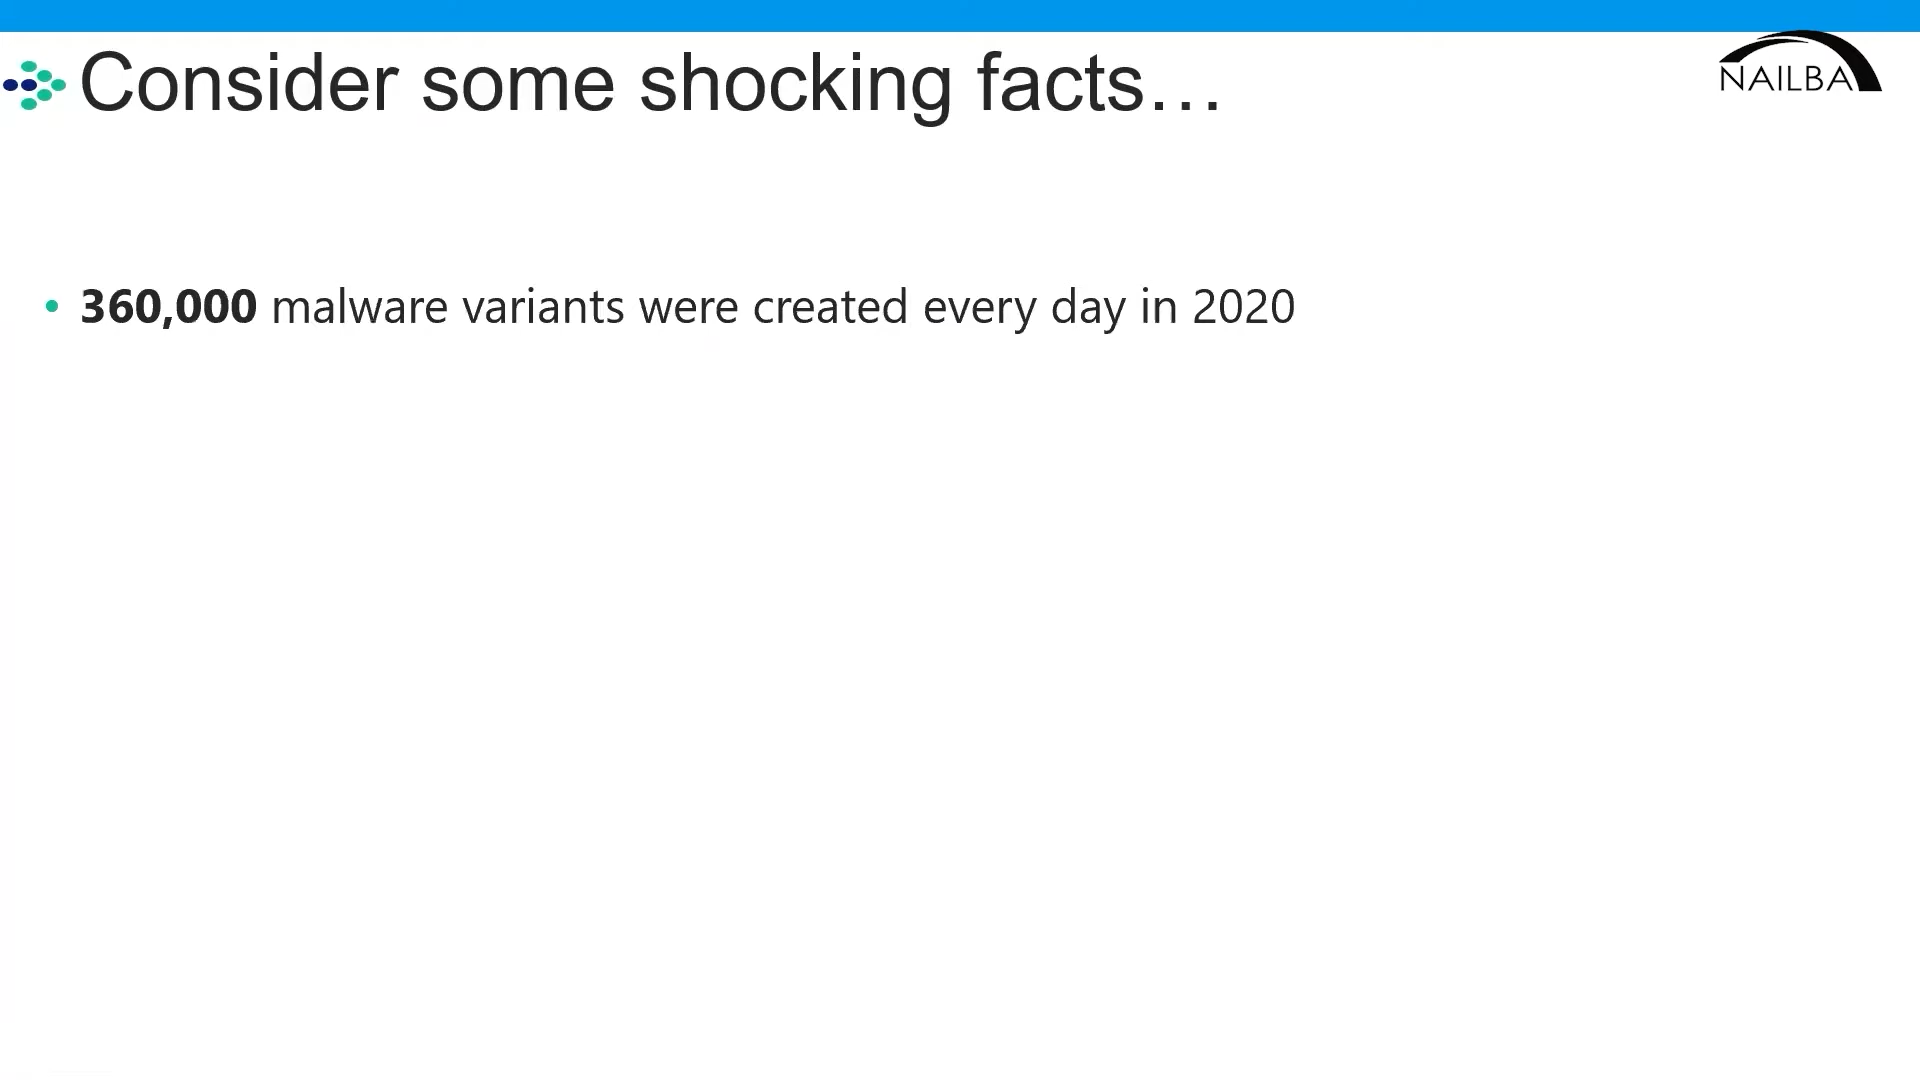 Consider some shocking facts…
NAILBA
• 360,000 malware variants were created every day in 2020